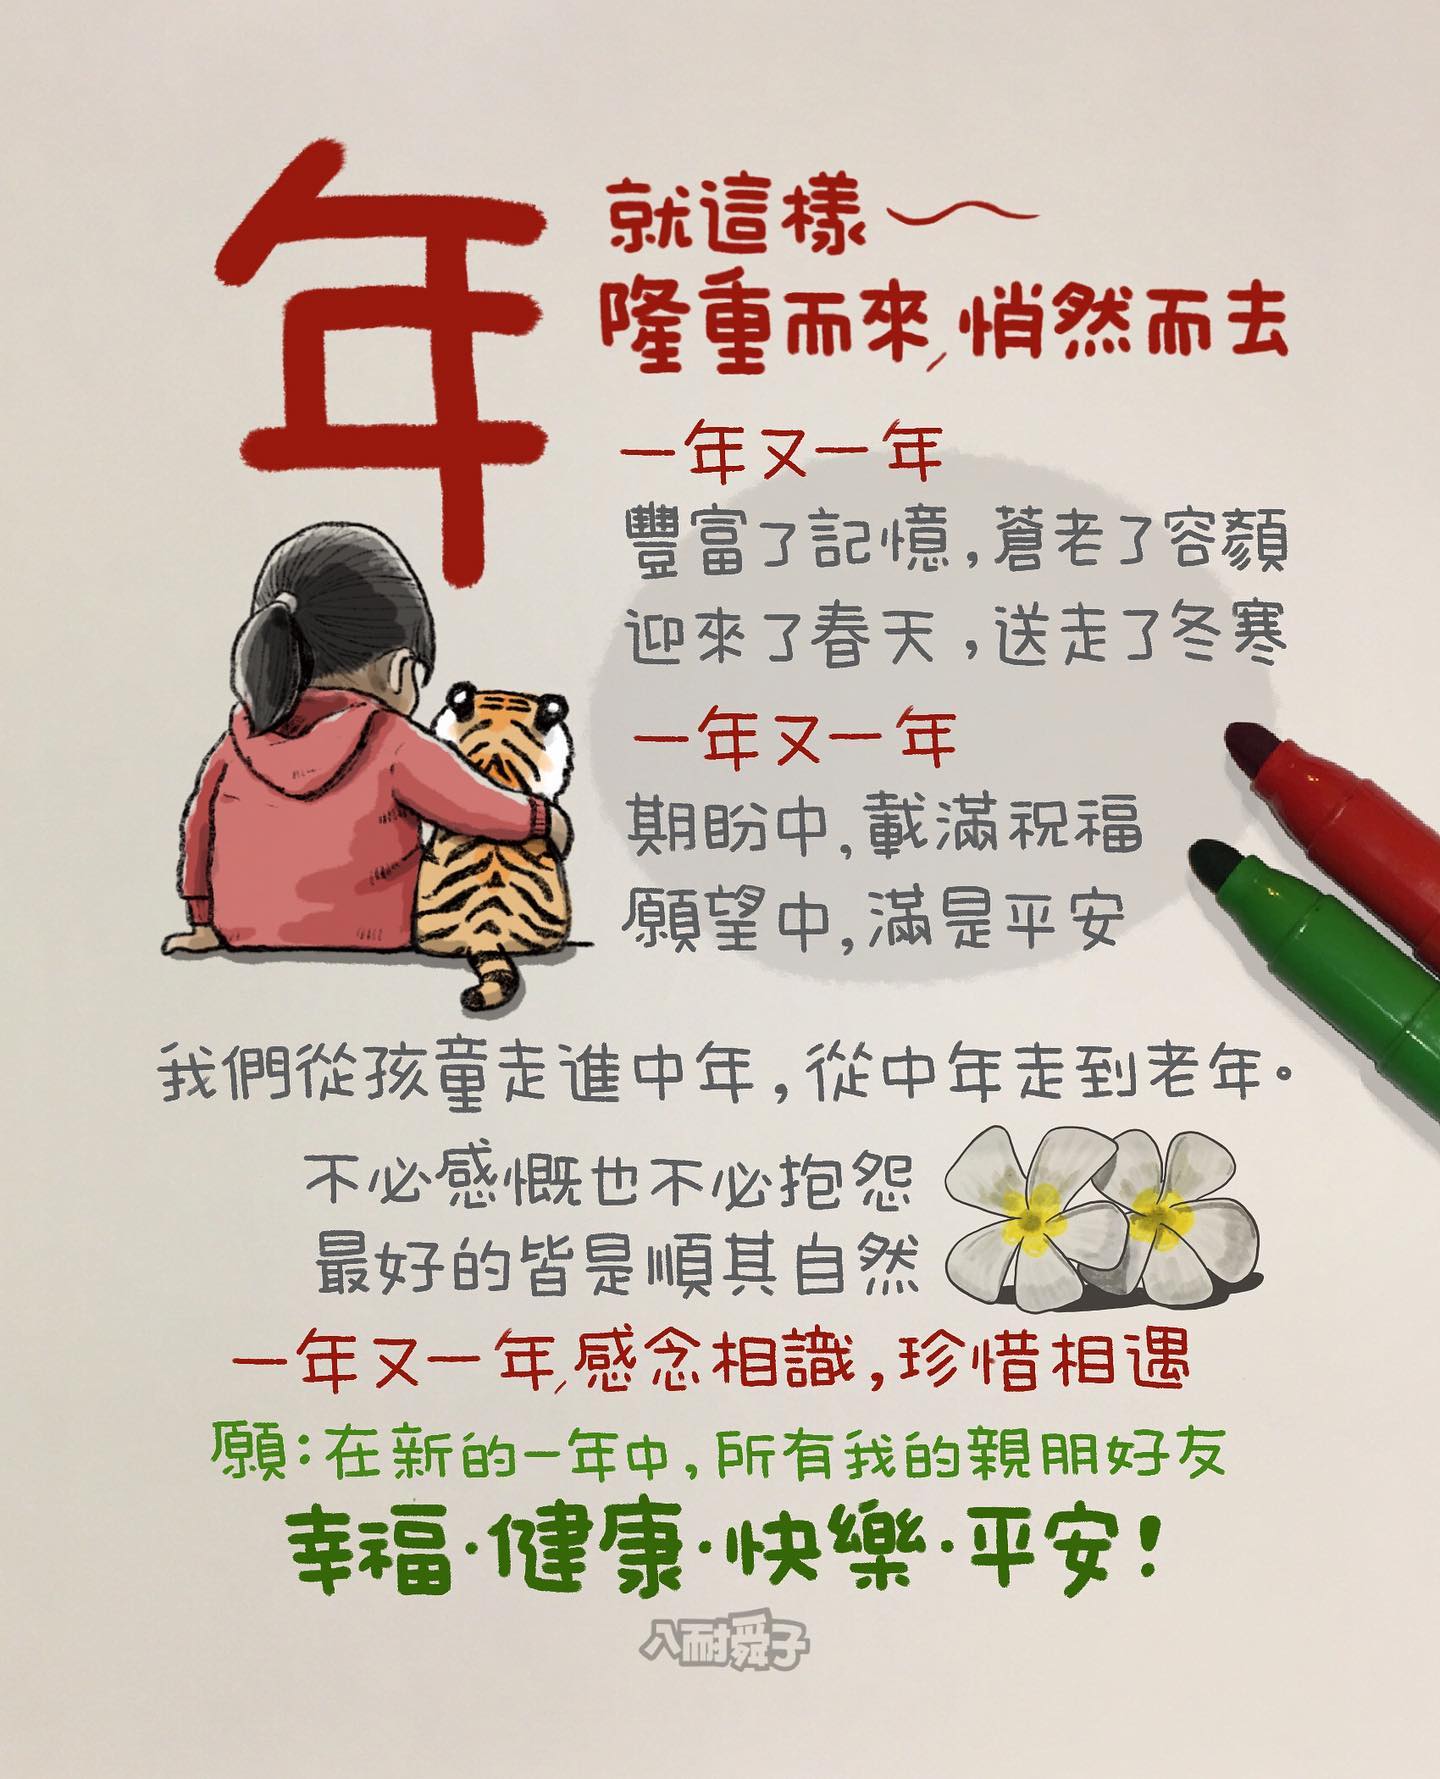 年
就這樣～
隆重而來,悄然而去
一年又一年
豐富了記憶,蒼老了容顏
迎來了春天,送走了冬寒
一年又一年
期盼中,載滿祝福
願望中,滿是平安
我們從孩童走進中年,從中年走到老年。
不必感慨也不必抱怨
最好的皆是順其自然
一年又一年,感念相識,珍惜相遇
願:在新的一年中,所有我的親朋好友
幸福·健康·快樂·平安!
八耐舜子